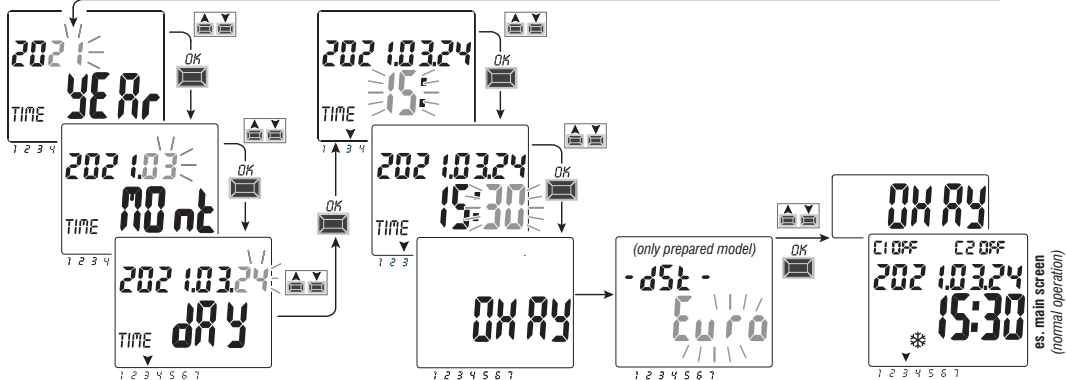 2021
YEAr
TIME
1 2 3 4
OK
2021.03
MOnt
TIME
1 2 3 4
OK
2021.03.24
dAY
TIME
1 2 3 4 5 6 7
OK
2021.03.24
15:
TIME
1 3 4
OK
2021.03.24
15:30
TIME
1 2 3
OK
OKAY
1 2 3 4 5 6 7
(only prepared model)
-dSt-
Euro
1 2 3 4 5 6 7
OK
OKAY
C1 OFF C2 OFF
2021.03.24
15:30
1 2 3 4 5 6 7
es. main screen
(normal operation)